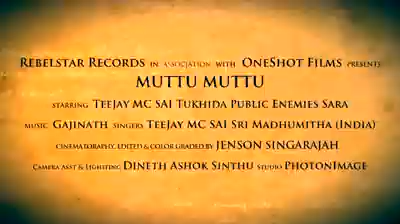 Rebelstar Records in association with OneShot Films presents
MUTTU MUTTU
starring TeeJay MC SAI Tukhida Public Enemies Sara
music Gajinath singers TeeJay MC SAI Sri Madhumitha (India)
cinematography, edited & color graded by JENSON SINGARAJAH
Camera Asst & Lighting Dineth Ashok Sinthu studio PhotonImage